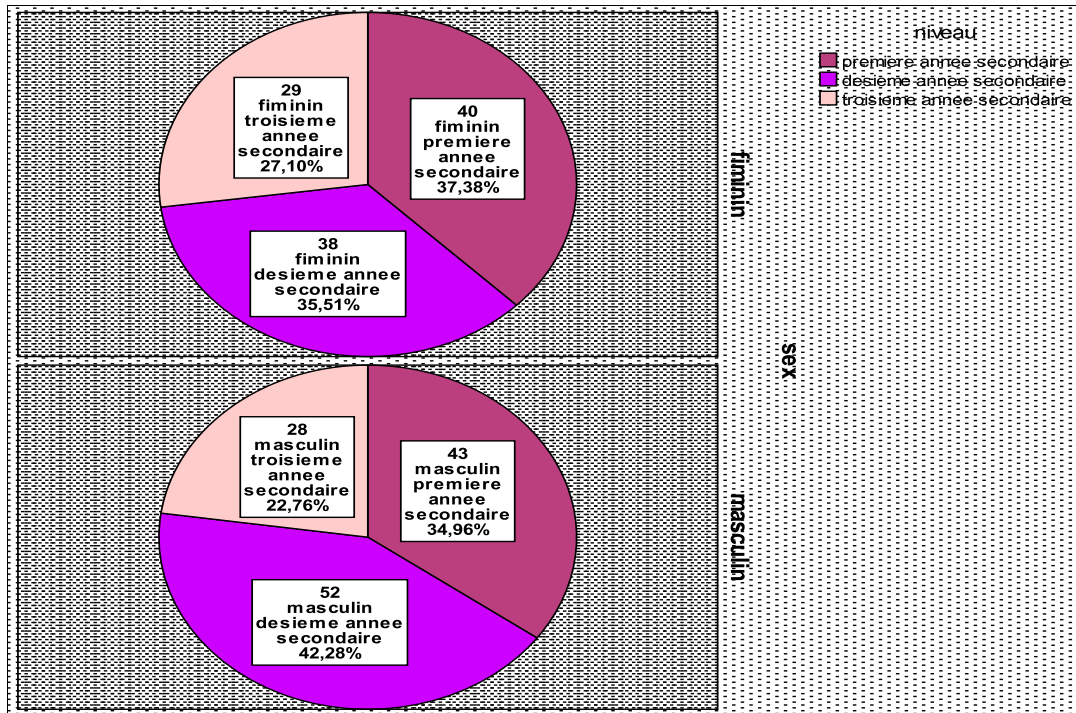 niveau
premiere annee secondaire
desieme annee secondaire
troisieme annee secondaire
29
fiminin
troisieme
annee
secondaire
27,10%
40
fiminin
premiere
annee
secondaire
37,38%
38
fiminin
desieme annee
secondaire
35,51%
fiminin
sex
28
masculin
troisieme
annee
secondaire
22,76%
43
masculin
premiere
annee
secondaire
34,96%
52
masculin
desieme annee
secondaire
42,28%
masculin